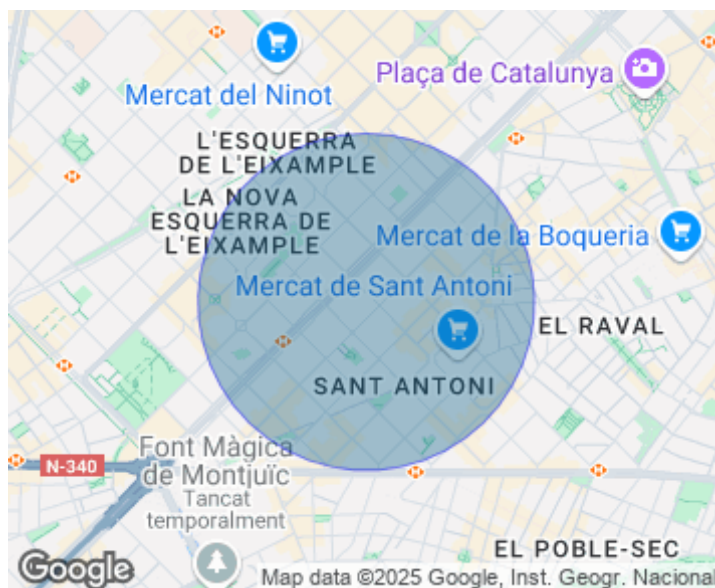 Plaça de Catalunya
Mercat del Ninot
L'ESQUERRA
DE L'EIXAMPLE
LA NOVA
ESQUERRA DE
L'EIXAMPLE
Mercat de la Boqueria
Mercat de Sant Antoni
EL RAVAL
SANT ANTONI
Font Màgica
de Montjuïc
Tancat
temporalment
N-340
EL POBLE-SEC
Google
Map data ©2025 Google, Inst. Geogr. Nacional